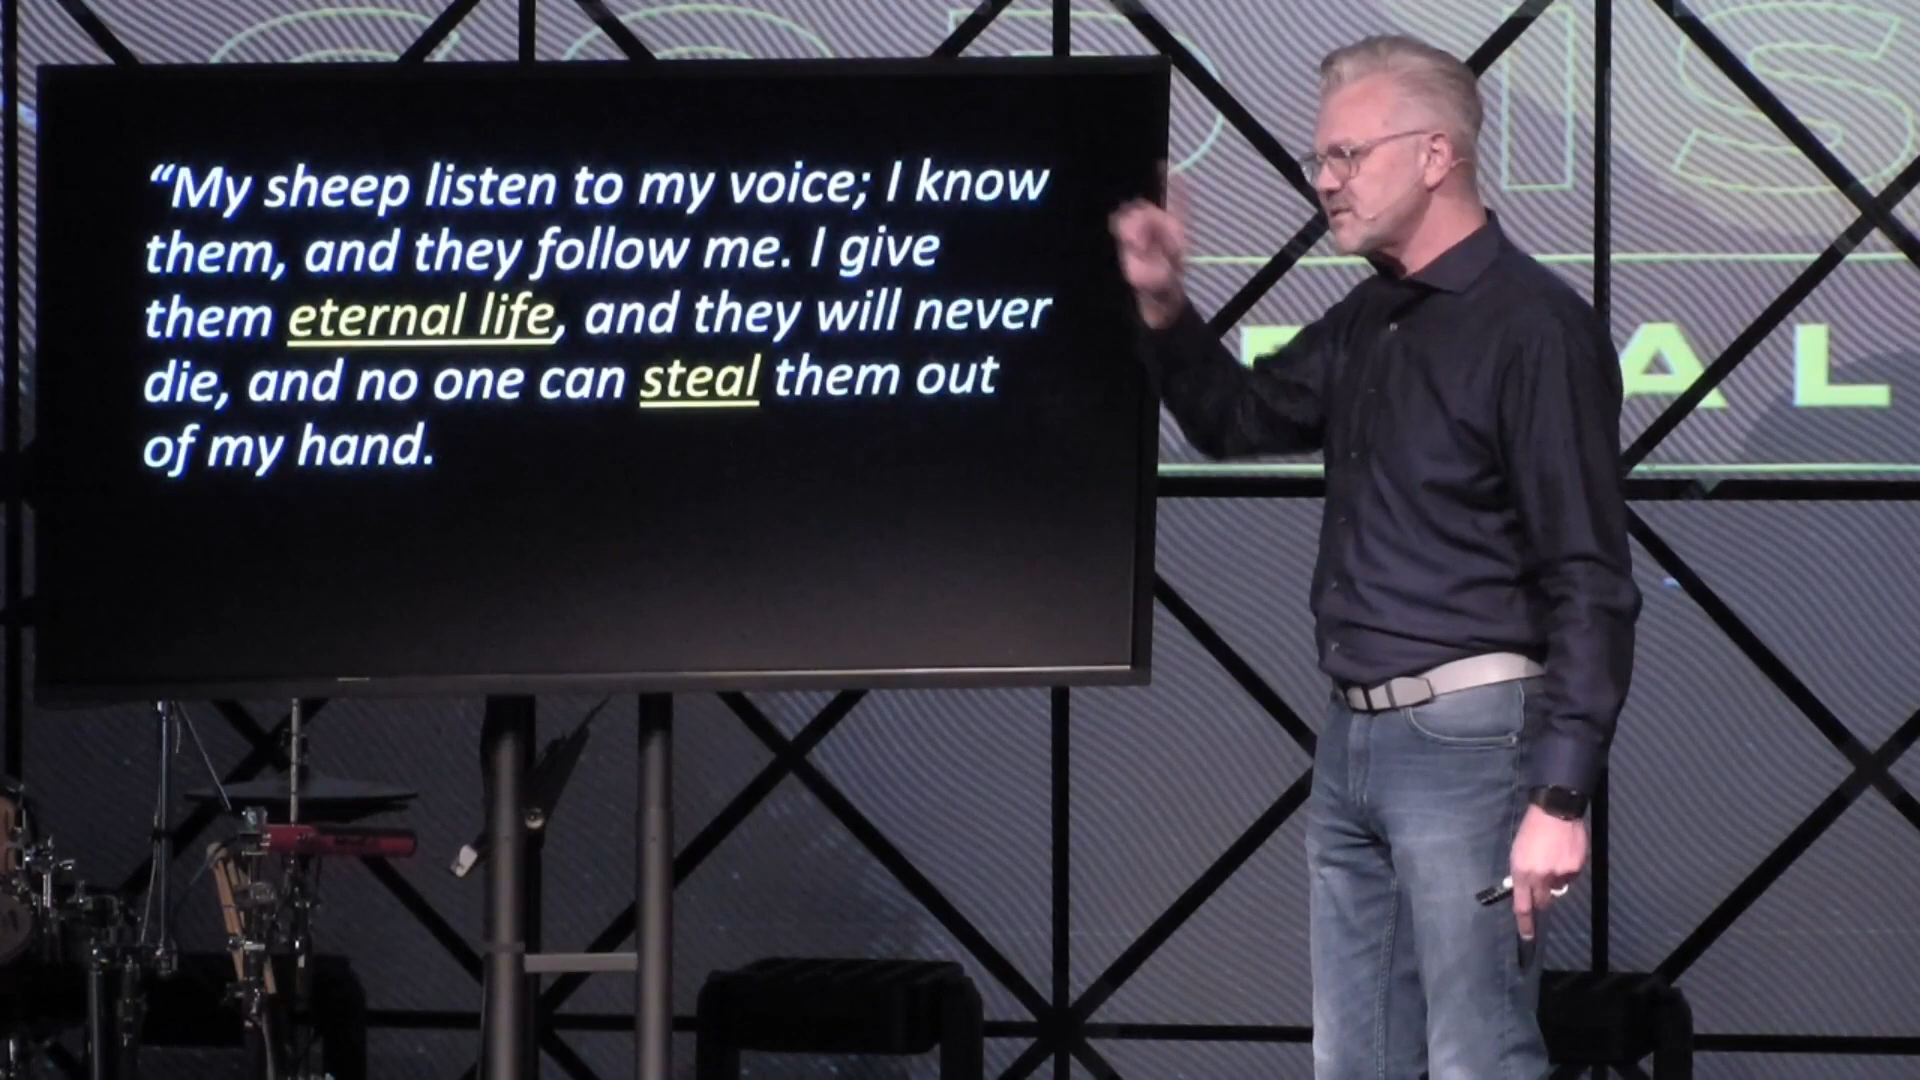 “My sheep listen to my voice; I know
them, and they follow me. I give
them eternal life, and they will never
die, and no one can steal them out
of my hand.